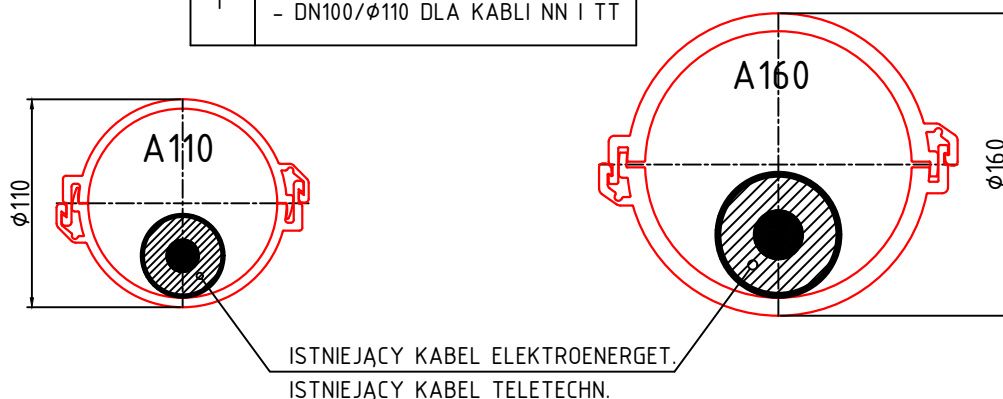 - DN100/φ110 DLA KABLI NN I TT
A110
A160
φ110
φ160
ISTNIEJĄCY KABEL ELEKTROENERGET.
ISTNIEJĄCY KABEL TELETECHN.